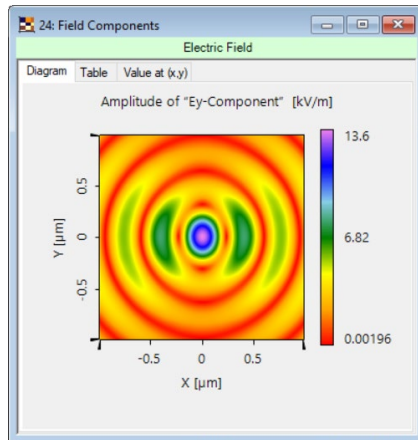 24: Field Components
Electric Field
Diagram Table Value at (x,y)
Amplitude of "Ey-Component" [kV/m]
13.6
6.82
0.00196
Y [µm]
0.5
0
-0.5
-0.5 0 0.5
X [µm]